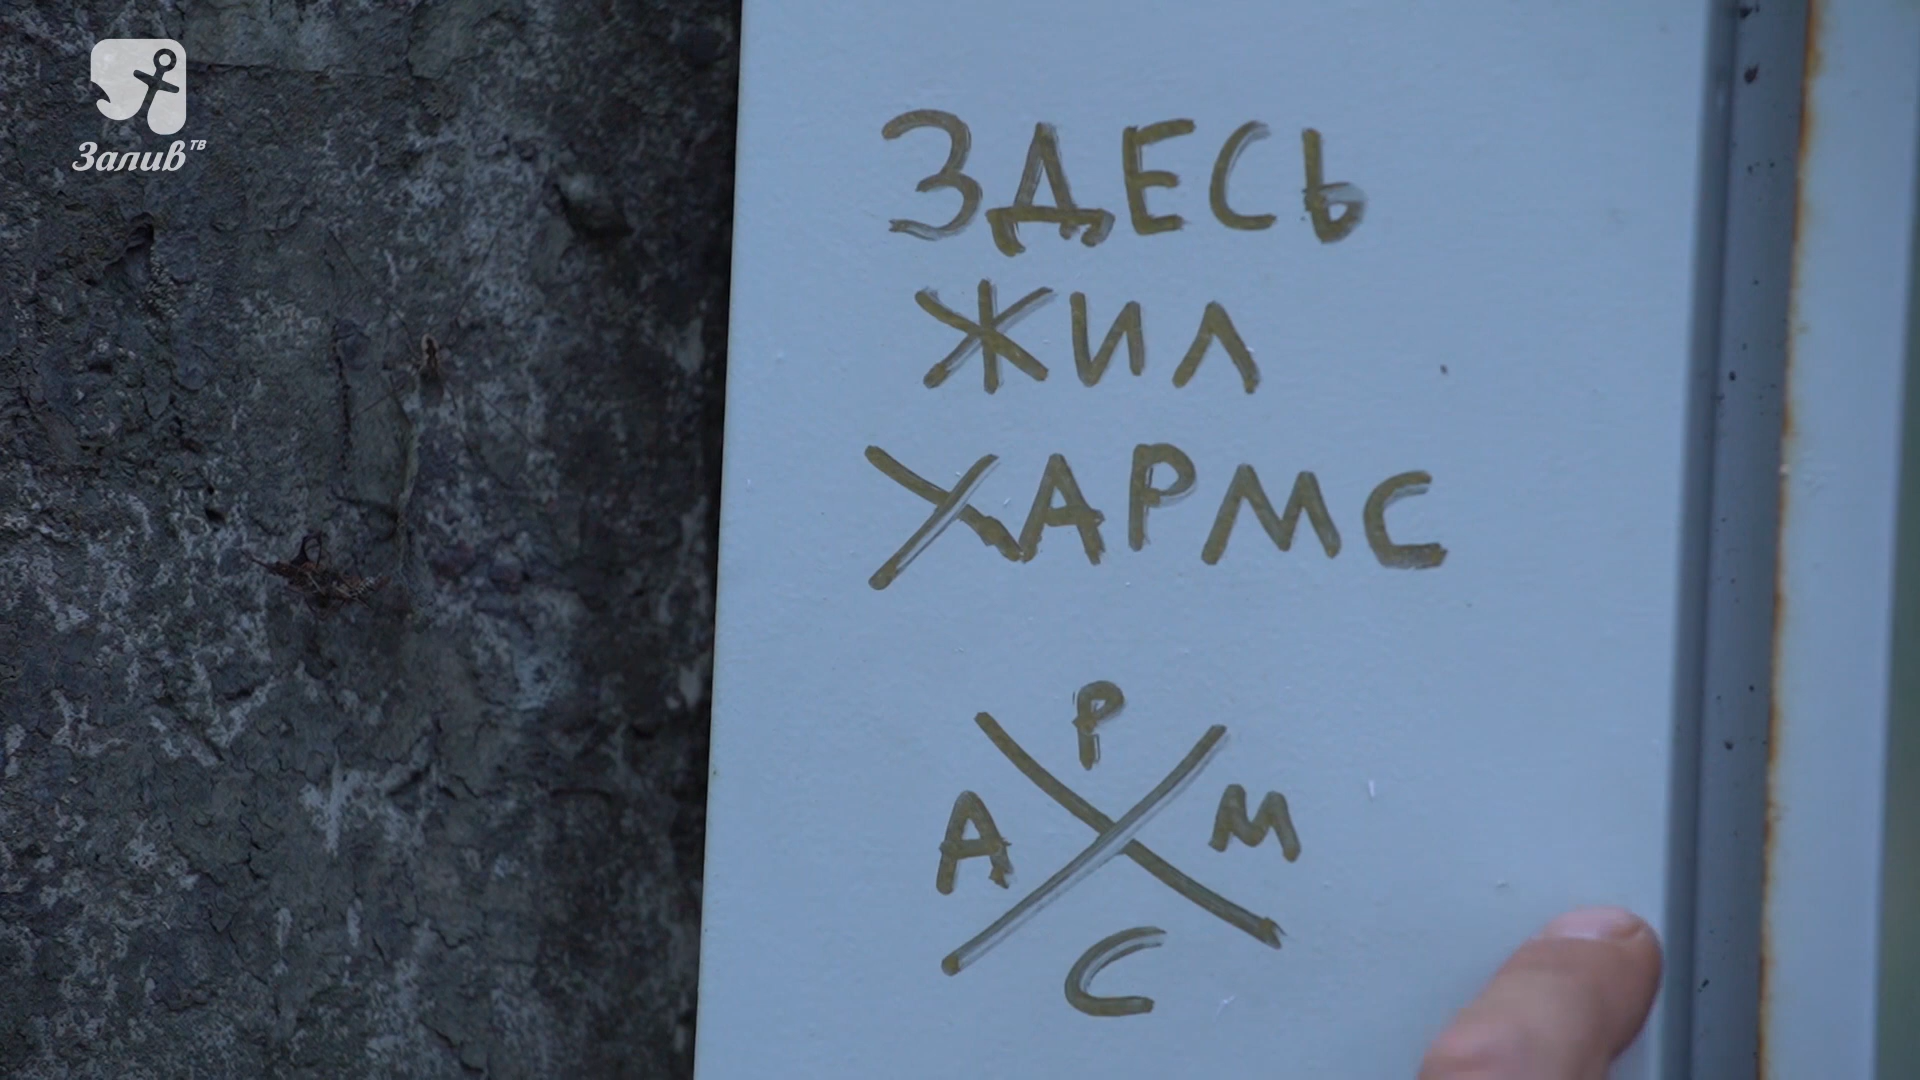 Залив ТВ
ЗДЕСЬ
ЖИЛ
ХАРМС
Р
А Х М
С